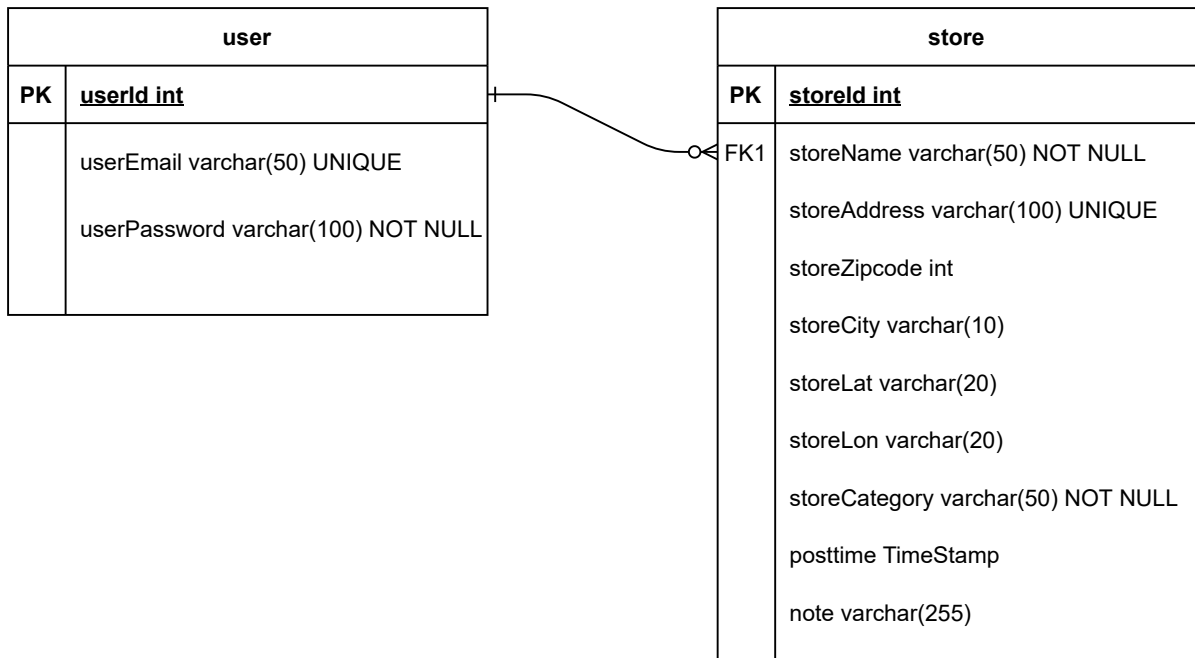 user
PK userId int
userEmail varchar(50) UNIQUE
userPassword varchar(100) NOT NULL
store
PK storeId int
FK1 storeName varchar(50) NOT NULL
storeAddress varchar(100) UNIQUE
storeZipcode int
storeCity varchar(10)
storeLat varchar(20)
storeLon varchar(20)
storeCategory varchar(50) NOT NULL
posttime TimeStamp
note varchar(255)